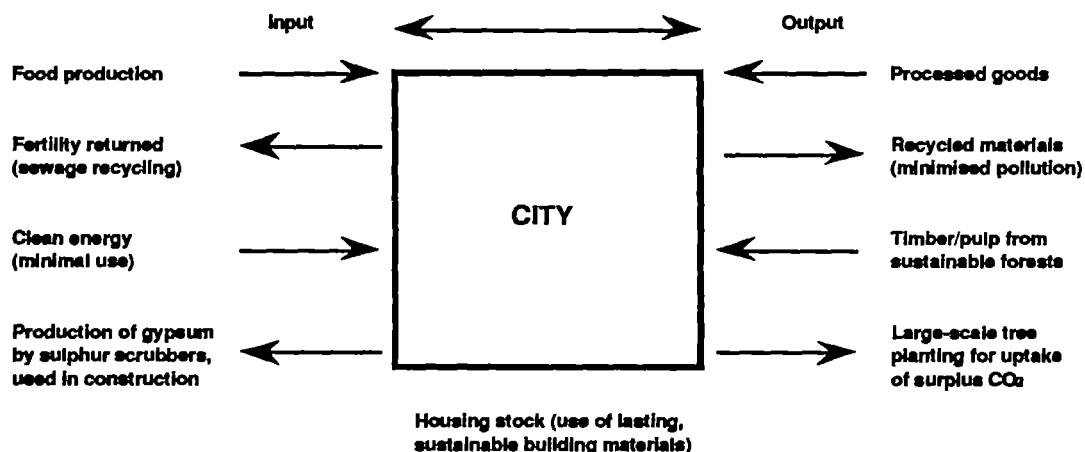 Input
Output
Food production
Processed goods
Fertility returned
(sewage recycling)
Recycled materials
(minimised pollution)
CITY
Clean energy
(minimal use)
Timber/pulp from
sustainable forests
Production of gypsum
by sulphur scrubbers,
used in construction
Large-scale tree
planting for uptake
of surplus CO₂
Housing stock (use of lasting,
sustainable building materials)